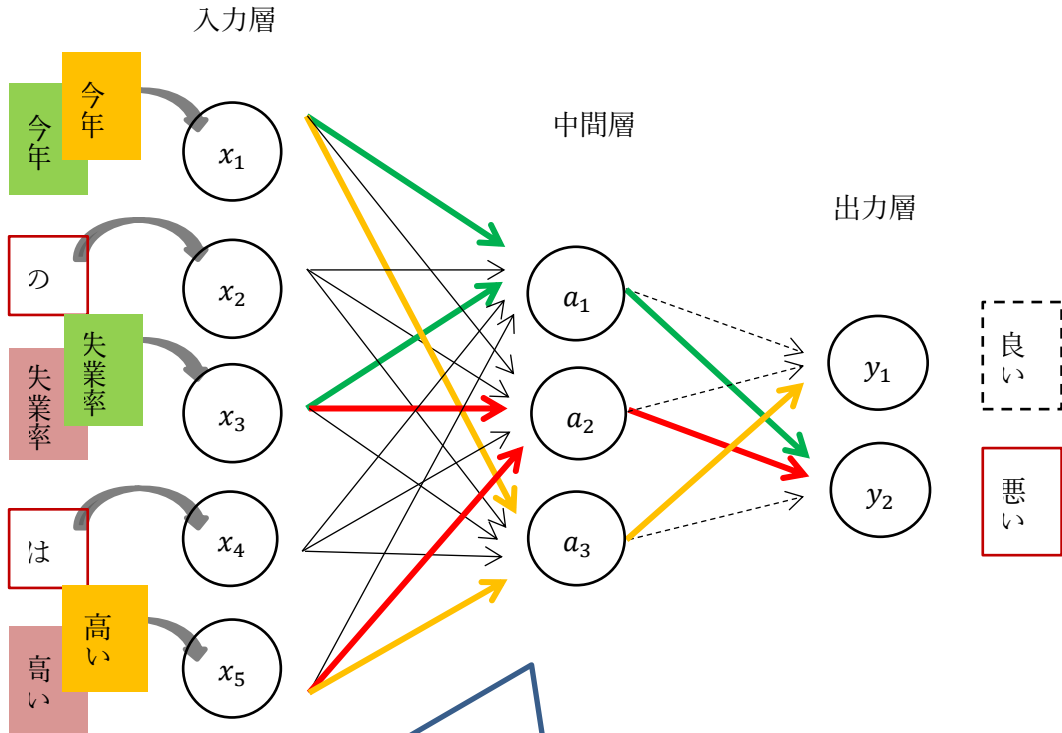 入力層
中間層
出力層
今年
今年
の
失業率
失業率
は
高い
高い
x₁
x₂
x₃
x₄
x₅
a₁
a₂
a₃
y₁
y₂
良い
悪い